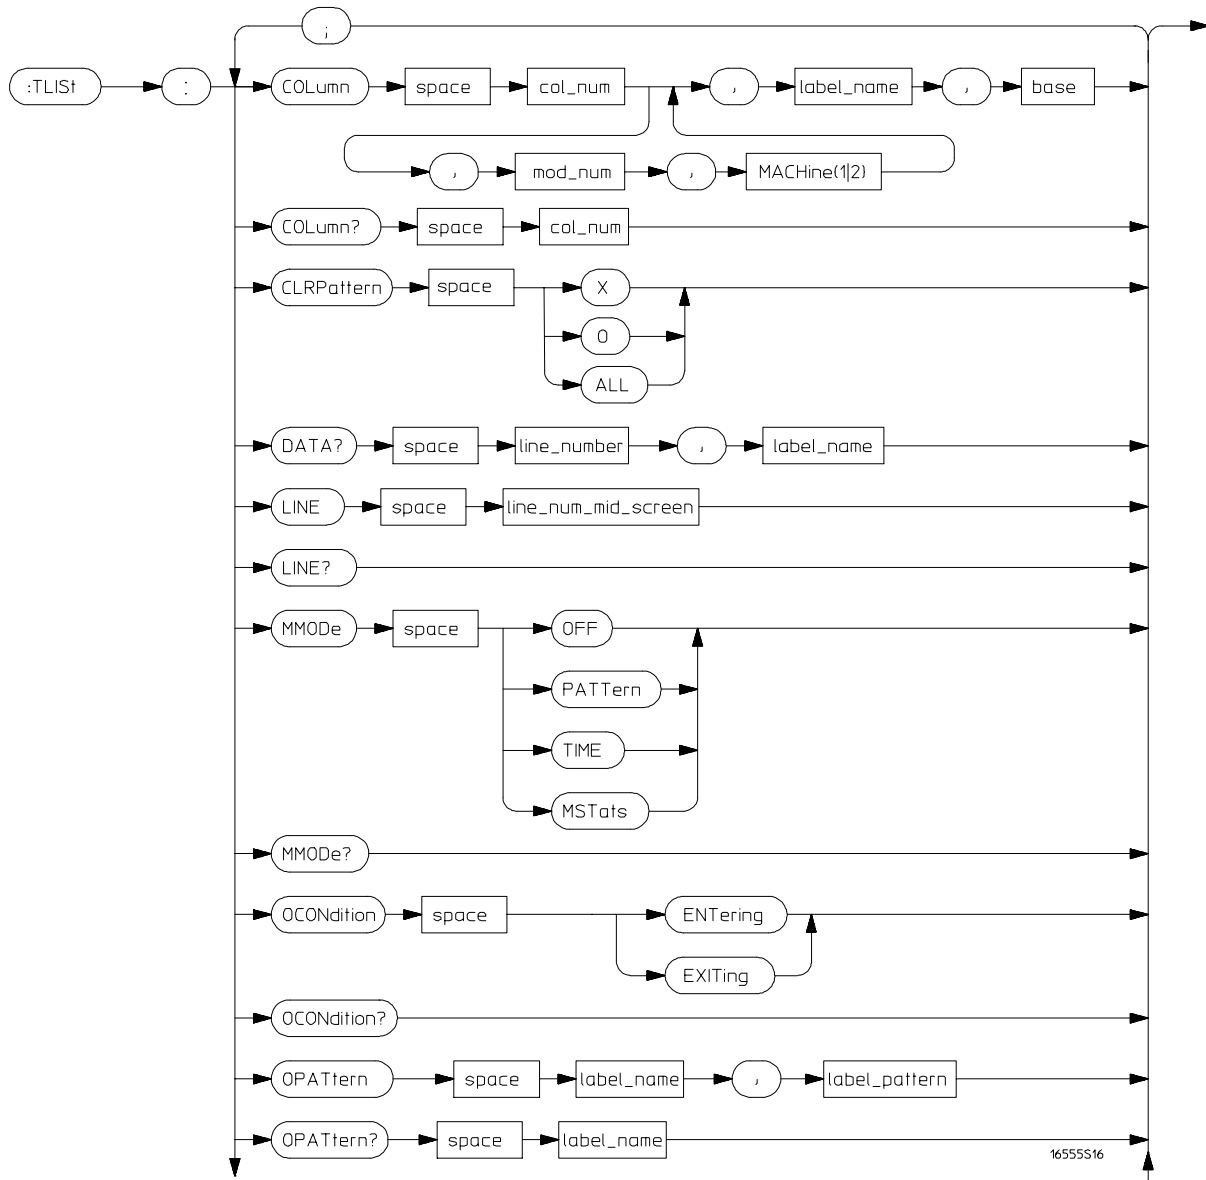 ;
:TLISt : COLumn space col_num , label_name , base
, mod_num , MACHine{1|2}
COLumn? space col_num
CLRPattern space X
O
ALL
DATA? space line_number , label_name
LINE space line_num_mid_screen
LINE?
MMODe space OFF
PATTern
TIME
MSTats
MMODe?
OCONdition space ENTering
EXITing
OCONdition?
OPATtern space label_name , label_pattern
OPATtern? space label_name
16555S16